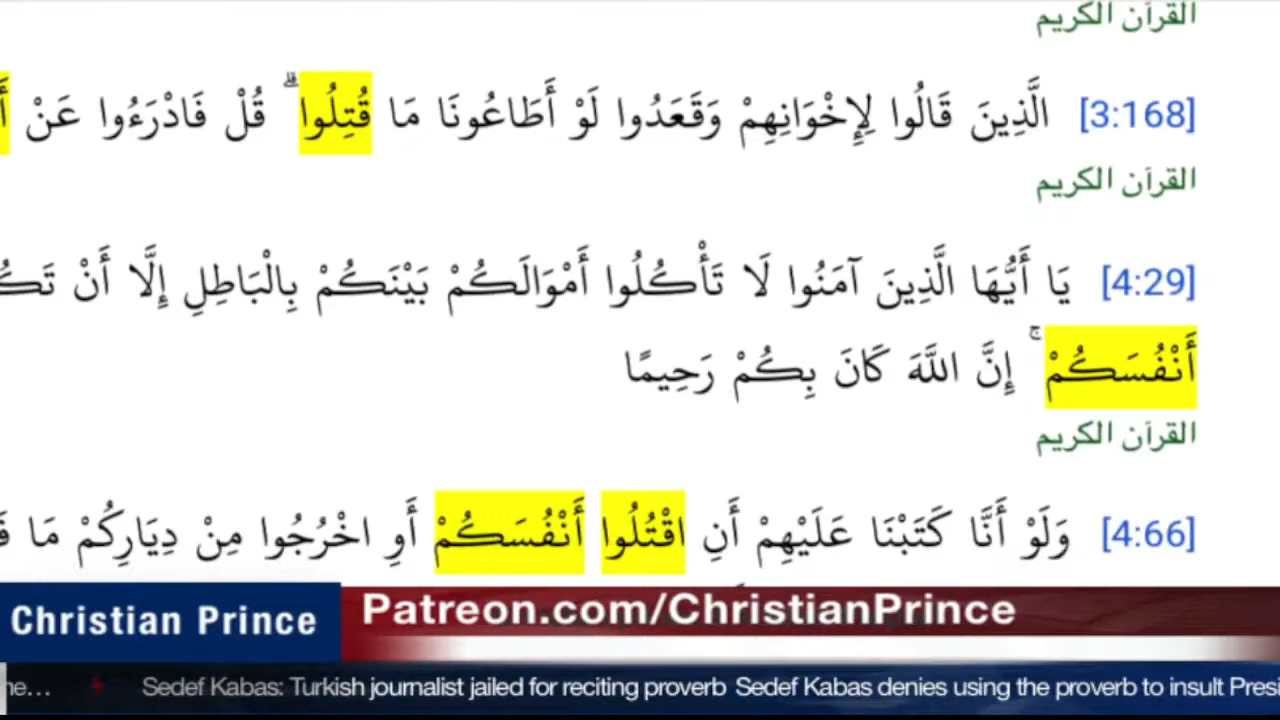 القرآن الكريم
[3:168] الَّذِينَ قَالُوا لِإِخْوَانِهِمْ وَقَعَدُوا لَوْ أَطَاعُونَا مَا قُتِلُوا ۗ قُلْ فَادْرَءُوا عَنْ
القرآن الكريم
[4:29] يَا أَيُّهَا الَّذِينَ آمَنُوا لَا تَأْكُلُوا أَمْوَالَكُمْ بَيْنَكُمْ بِالْبَاطِلِ إِلَّا أَنْ
أَنْفُسَكُمْ ۚ إِنَّ اللَّهَ كَانَ بِكُمْ رَحِيمًا
القرآن الكريم
[4:66] وَلَوْ أَنَّا كَتَبْنَا عَلَيْهِمْ أَنِ اقْتُلُوا أَنْفُسَكُمْ أَوِ اخْرُجُوا مِنْ دِيَارِكُمْ مَا
Christian Prince
Patreon.com/ChristianPrince
Sedef Kabas: Turkish journalist jailed for reciting proverb Sedef Kabas denies using the proverb to insult Presi